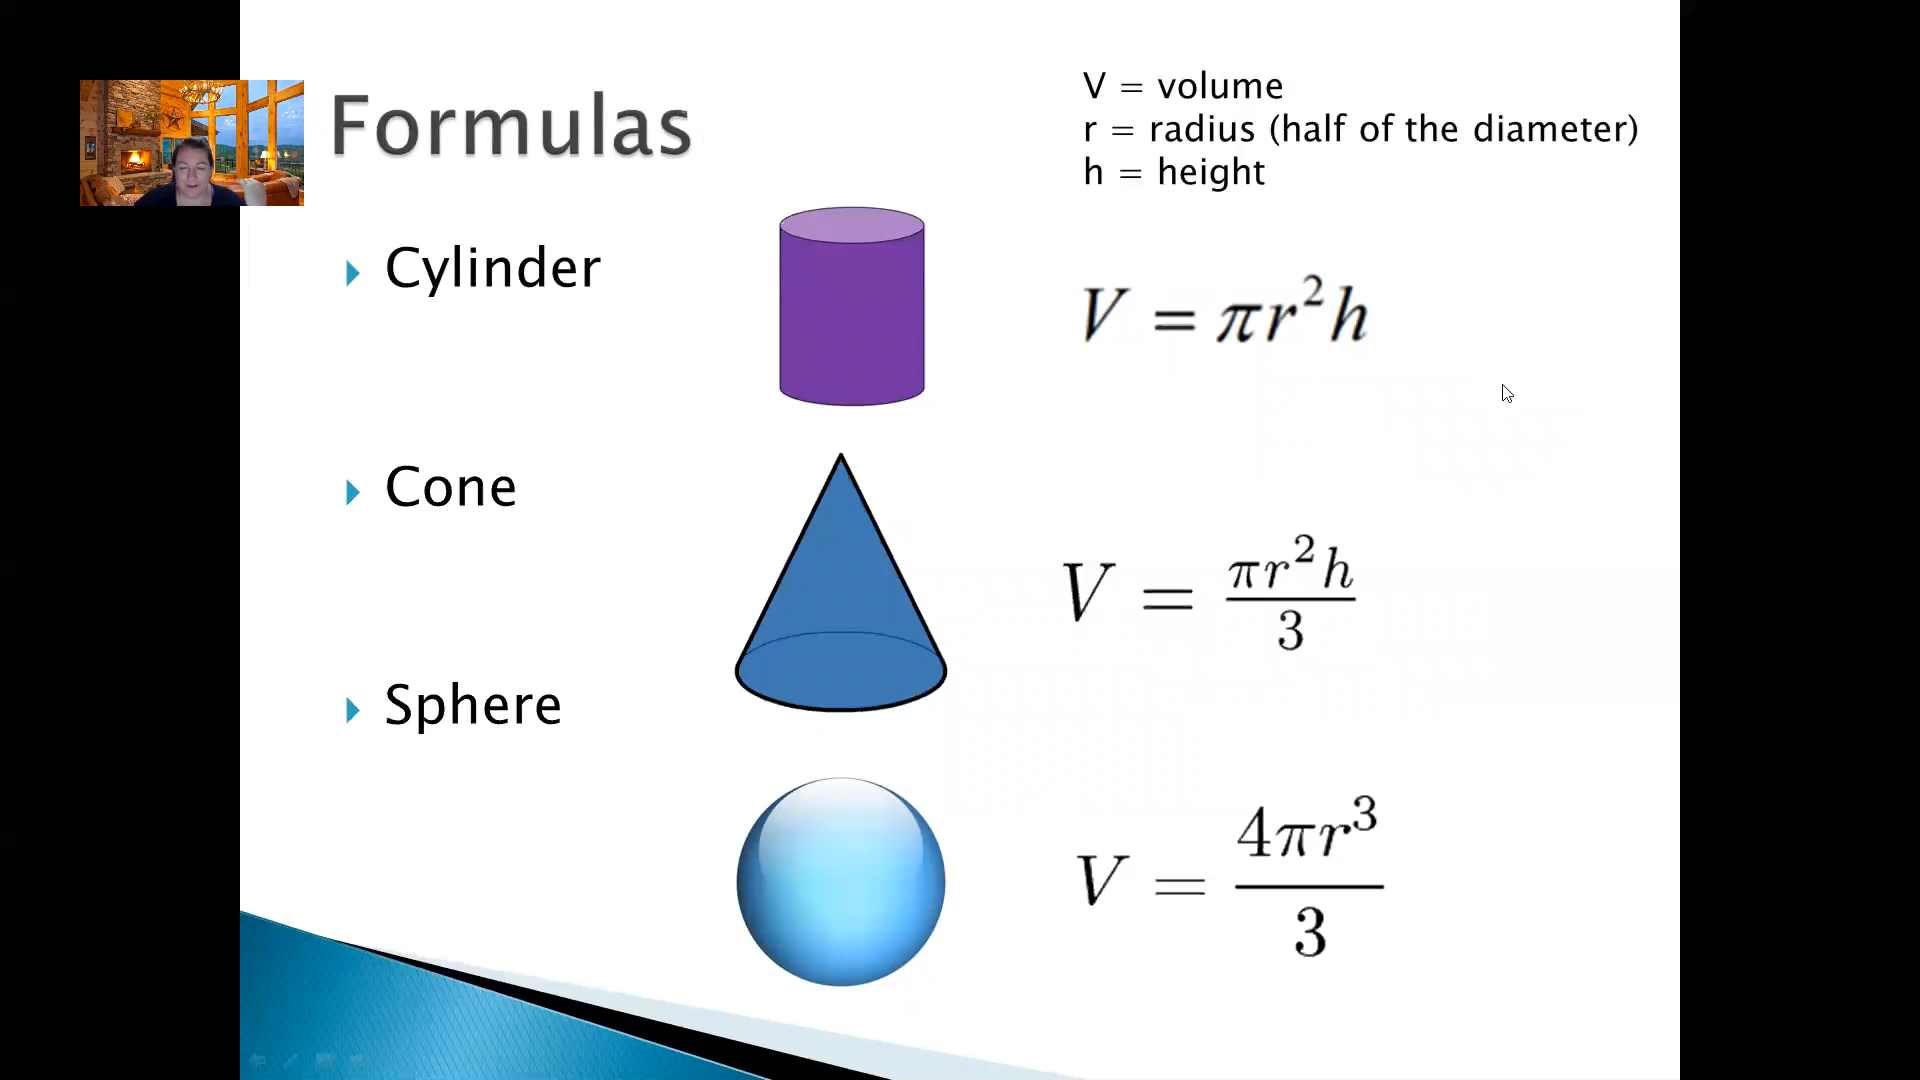 Formulas
V = volume
r = radius (half of the diameter)
h = height
Cylinder
V = πr²h
Cone
V = πr²h/3
Sphere
V = 4πr³/3